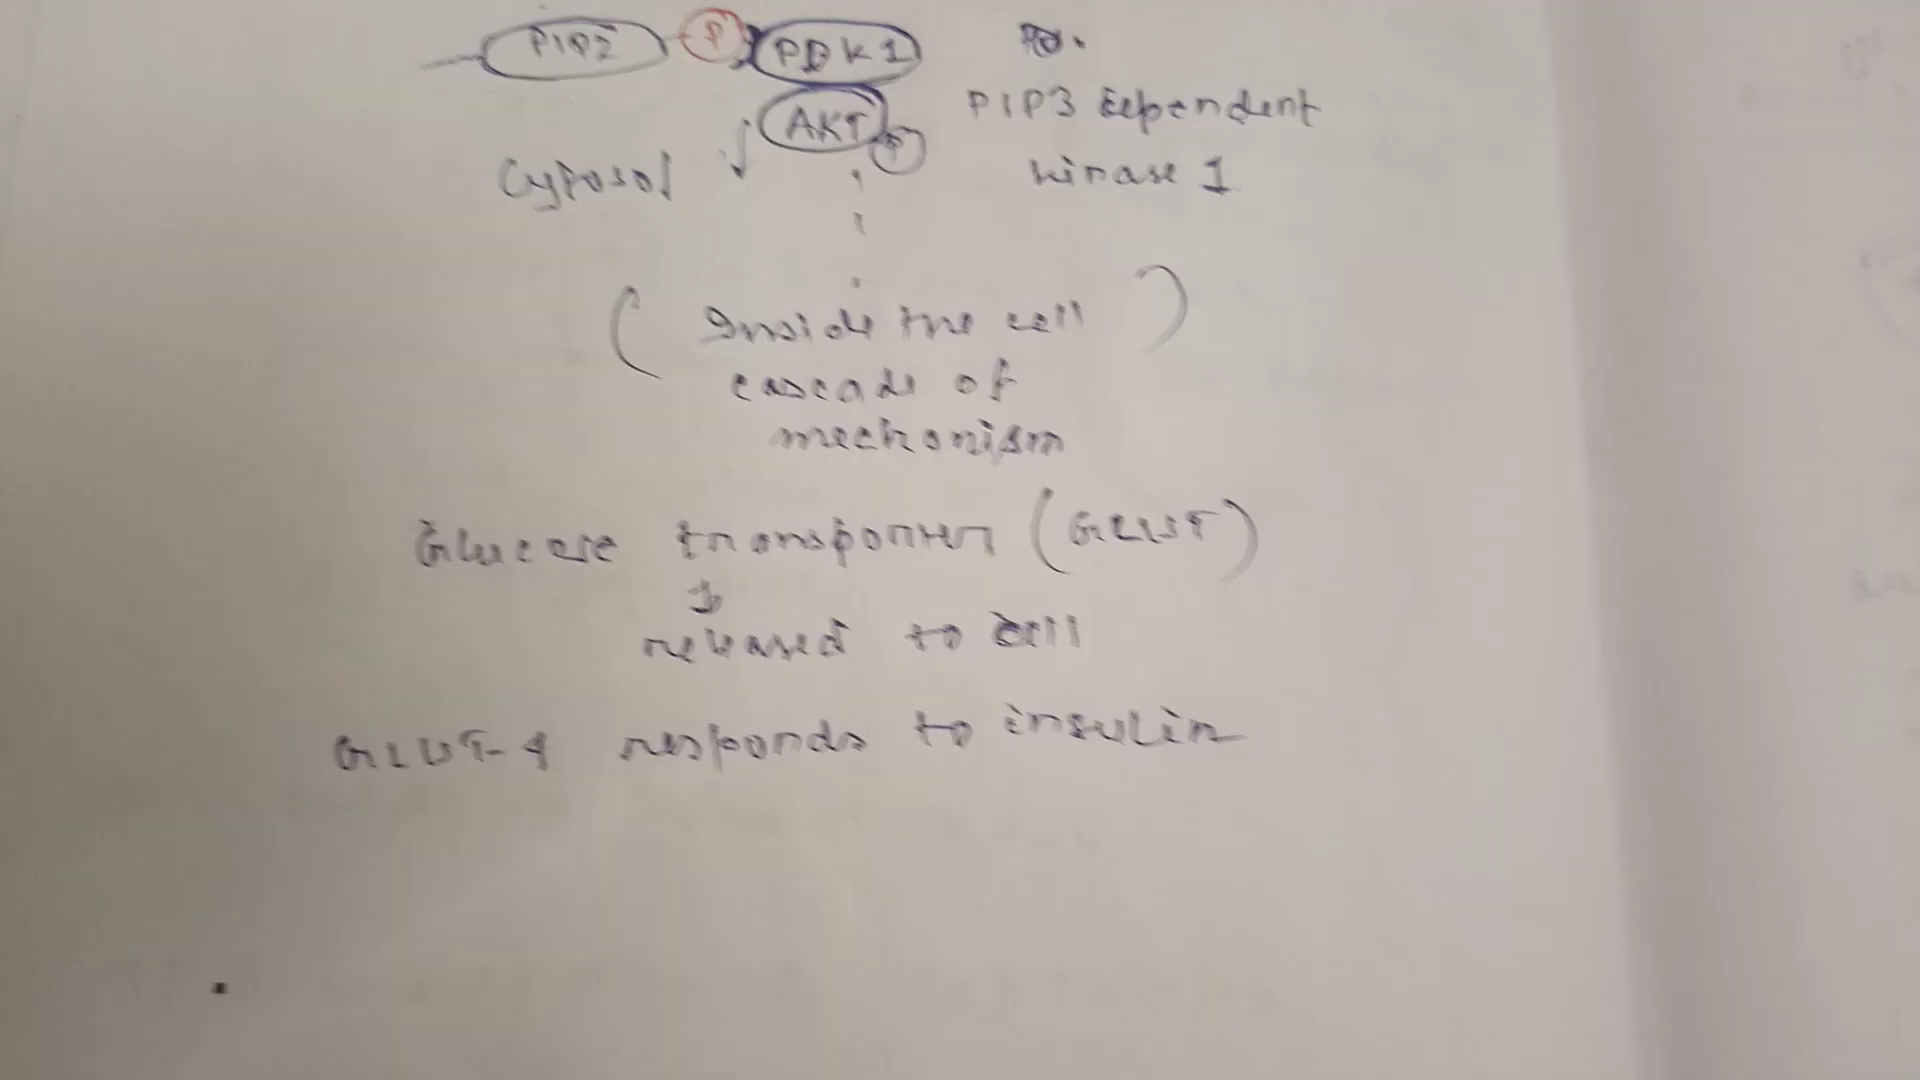 PIP2 P PDK1
PIP3 dependent
AKT P
Cytosol
kinase 1
(Inside the cell)
cascade of
mechanism
Glucose transporter (GLUT)
released to cell
GLUT-4 responds to insulin